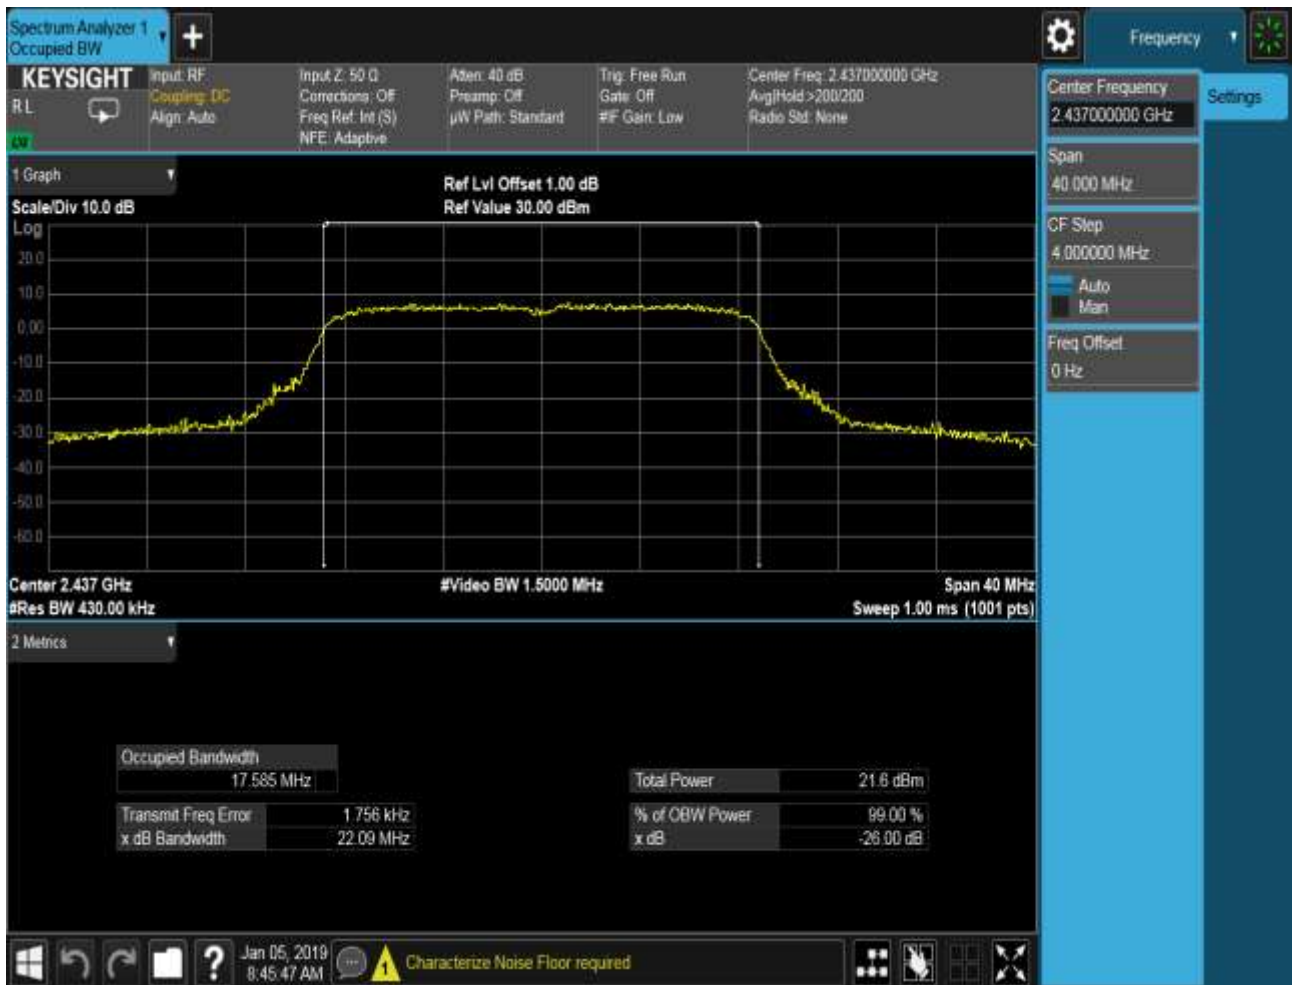 Spectrum Analyzer 1
Occupied BW
Frequency
KEYSIGHT
R L
Input: RF
Coupling: DC
Align: Auto
Input Z: 50 Ω
Corrections: Off
Freq Ref: Int (S)
NFE: Adaptive
Atten: 40 dB
Preamp: Off
µW Path: Standard
Trig: Free Run
Gate: Off
#IF Gain: Low
Center Freq: 2.437000000 GHz
Avg|Hold >200/200
Radio Std: None
Center Frequency
2.437000000 GHz
Settings
Span
40.000 MHz
CF Step
4.000000 MHz
Auto
Man
Freq Offset
0 Hz
1 Graph
Scale/Div 10.0 dB
Ref Lvl Offset 1.00 dB
Ref Value 30.00 dBm
Log
20.0
10.0
0.00
-10.0
-20.0
-30.0
-40.0
-50.0
-60.0
Center 2.437 GHz
#Video BW 1.5000 MHz
Span 40 MHz
#Res BW 430.00 kHz
Sweep 1.00 ms (1001 pts)
2 Metrics
Occupied Bandwidth
17.585 MHz
Total Power 21.6 dBm
Transmit Freq Error 1.756 kHz
% of OBW Power 99.00 %
x dB Bandwidth 22.09 MHz
x dB -26.00 dB
?
Jan 05, 2019
8:45:47 AM
1
Characterize Noise Floor required